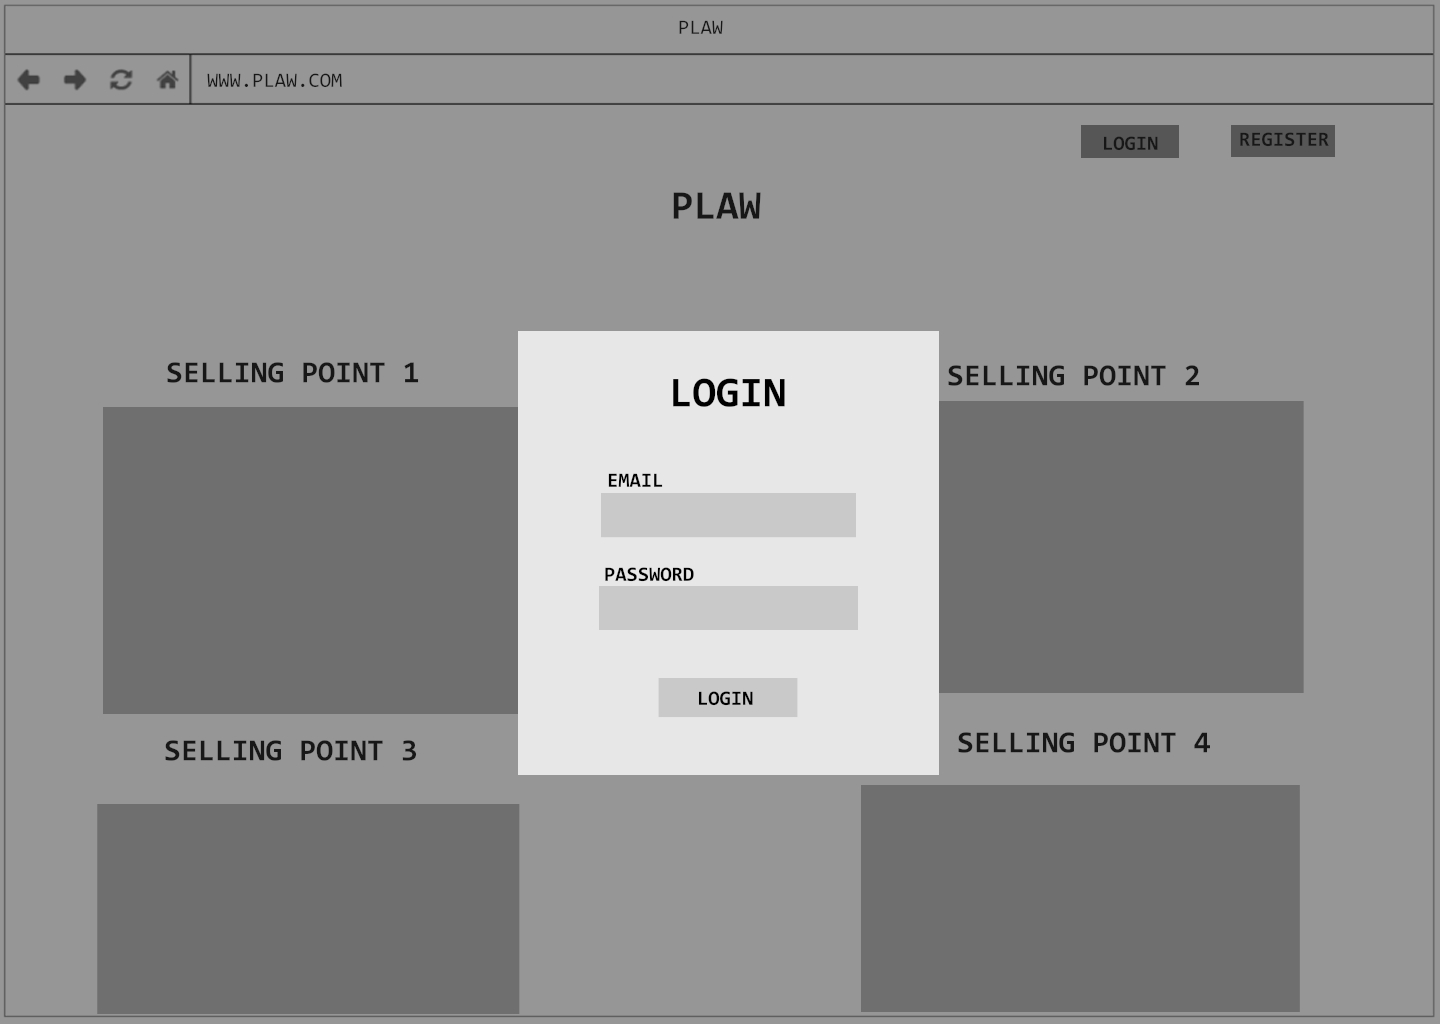 PLAW
WWW.PLAW.COM
LOGIN
REGISTER
PLAW
SELLING POINT 1
SELLING POINT 2
LOGIN
EMAIL
PASSWORD
LOGIN
SELLING POINT 3
SELLING POINT 4